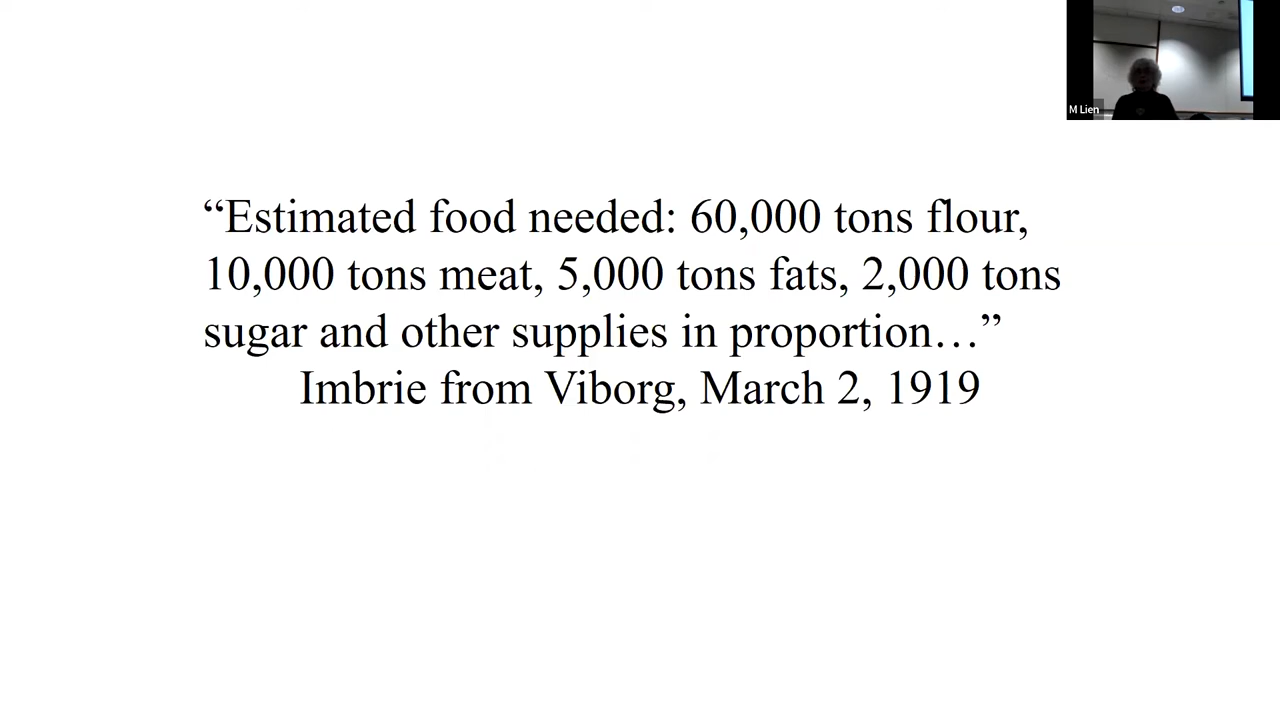 M Lien
“Estimated food needed: 60,000 tons flour,
10,000 tons meat, 5,000 tons fats, 2,000 tons
sugar and other supplies in proportion…”
Imbrie from Viborg, March 2, 1919